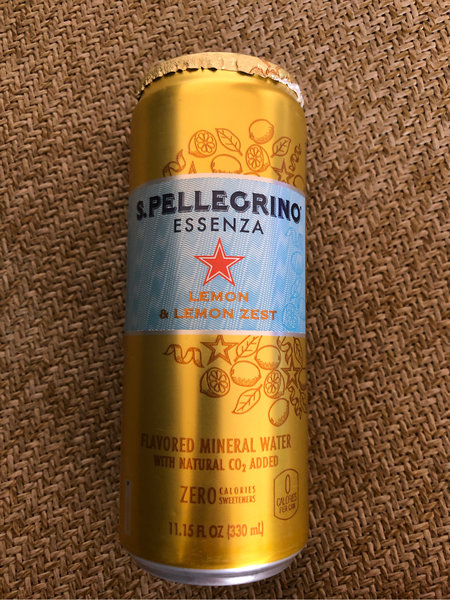 S.PELLEGRINO
ESSENZA
LEMON
& LEMON ZEST
FLAVORED MINERAL WATER
WITH NATURAL CO₂ ADDED
ZERO CALORIES
SWEETENERS
0
CALORIES
PER CAN
11.15 FL OZ (330 mL)